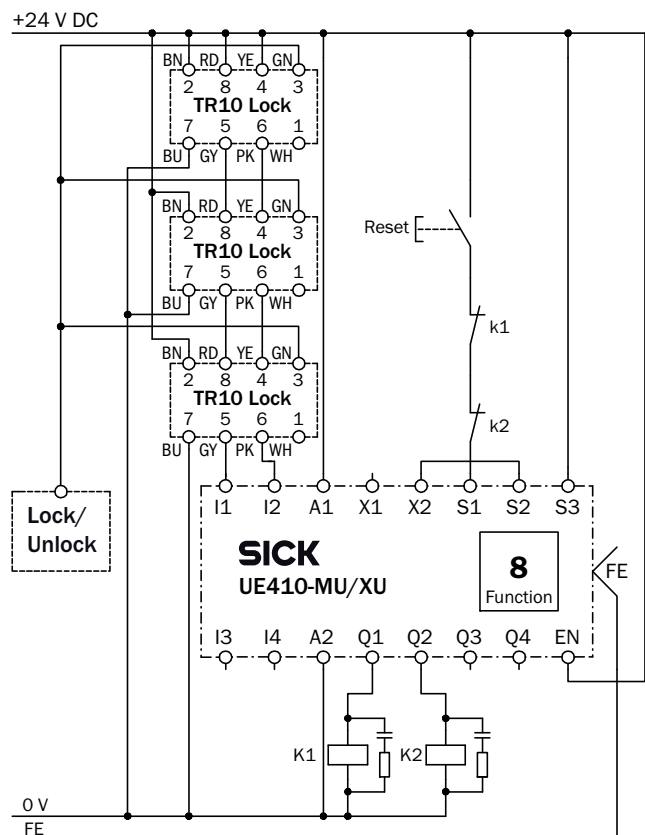 +24 V DC
BN RD YE GN
2 8 4 3
TR10 Lock
7 5 6 1
BU GY PK WH
BN RD YE GN
2 8 4 3
TR10 Lock
7 5 6 1
BU GY PK WH
Reset
k1
BN RD YE GN
2 8 4 3
TR10 Lock
7 5 6 1
BU GY PK WH
k2
Lock/
Unlock
I1 I2 A1 X1 X2 S1 S2 S3
SICK
UE410-MU/XU
8
Function
FE
I3 I4 A2 Q1 Q2 Q3 Q4 EN
K1
K2
0 V
FE